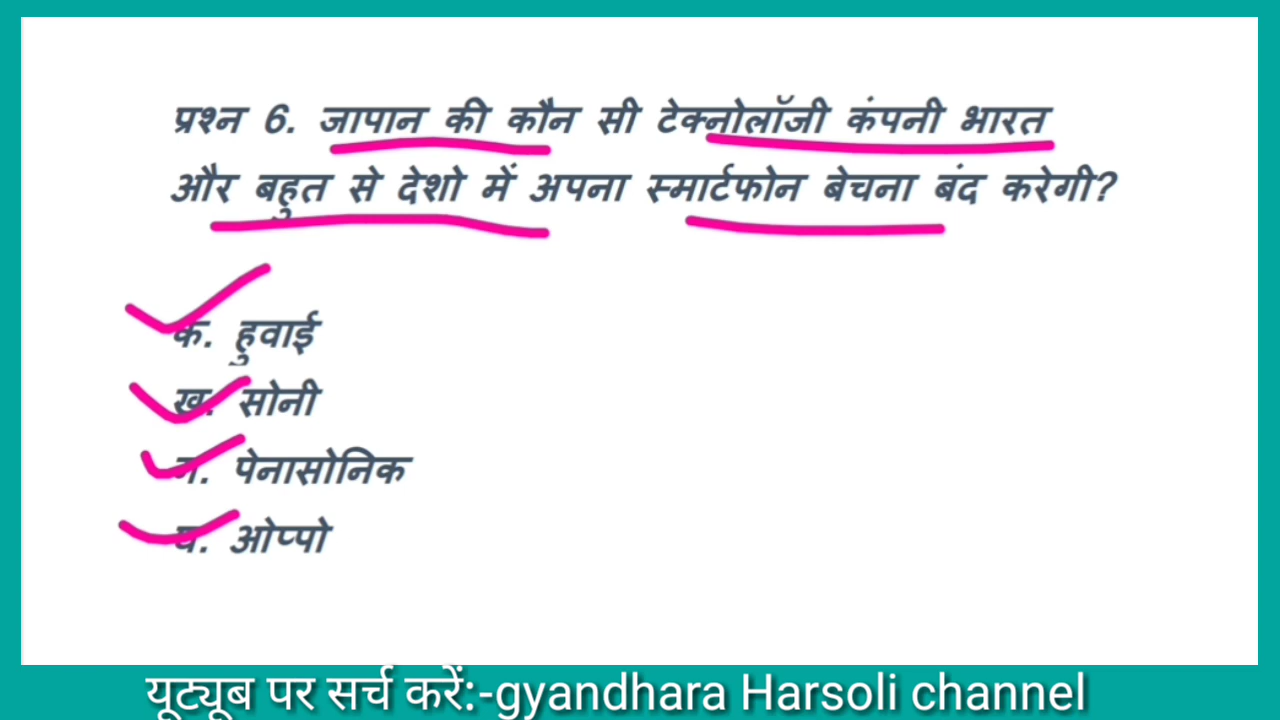 प्रश्न 6. जापान की कौन सी टेक्नोलॉजी कंपनी भारत
और बहुत से देशो में अपना स्मार्टफोन बेचना बंद करेगी?
क. हुवाई
ख. सोनी
ग. पेनासोनिक
घ. ओप्पो
यूट्यूब पर सर्च करें:-gyandhara Harsoli channel